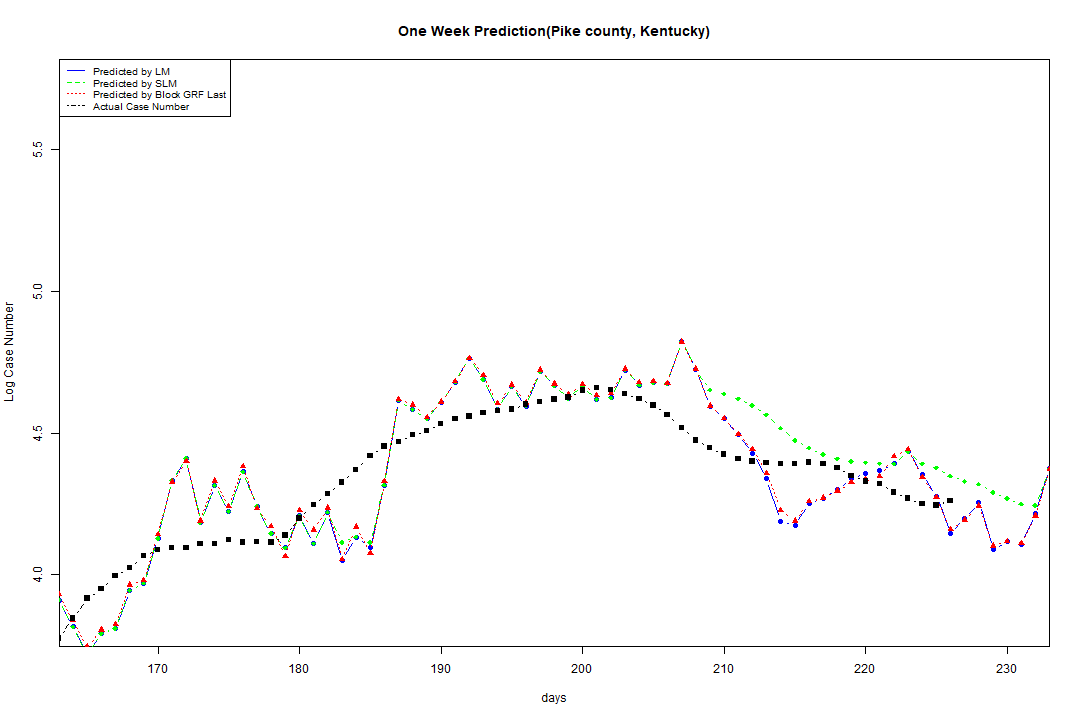 One Week Prediction(Pike county, Kentucky)
Predicted by LM
Predicted by SLM
Predicted by Block GRF Last
Actual Case Number
5.5
5.0
4.5
4.0
Log Case Number
170 180 190 200 210 220 230
days